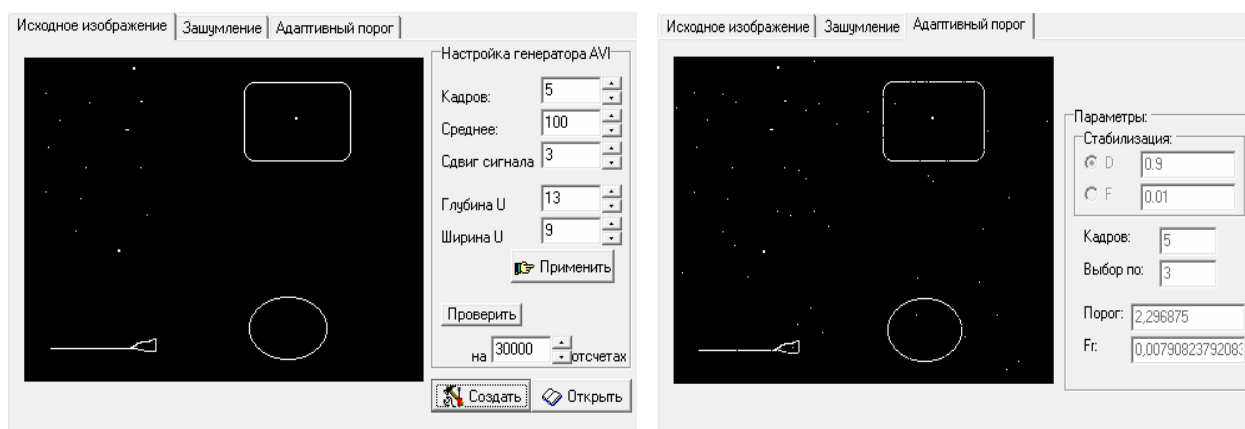 Исходное изображение Зашумление Адаптивный порог
Настройка генератора AVI
Кадров: 5
Среднее: 100
Сдвиг сигнала 3
Глубина U 13
Ширина U 9
Применить
Проверить
на 30000 отсчетах
Создать Открыть
Исходное изображение Зашумление Адаптивный порог
Параметры:
Стабилизация:
D 0.9
F 0.01
Кадров: 5
Выбор по: 3
Порог: 2,296875
Fr: 0,00790823792083